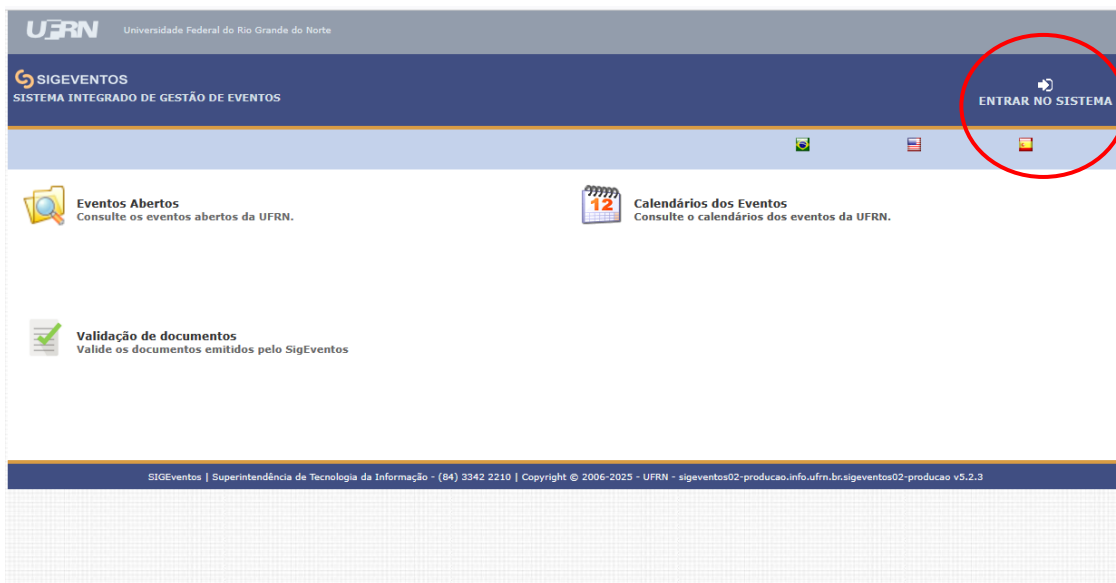 UFRN Universidade Federal do Rio Grande do Norte
SIGEVENTOS
SISTEMA INTEGRADO DE GESTÃO DE EVENTOS
ENTRAR NO SISTEMA
Eventos Abertos
Consulte os eventos abertos da UFRN.
12
Calendários dos Eventos
Consulte o calendários dos eventos da UFRN.
Validação de documentos
Valide os documentos emitidos pelo SigEventos
SIGEventos | Superintendência de Tecnologia da Informação - (84) 3342 2210 | Copyright © 2006-2025 - UFRN - sigeventos02-producao.info.ufrn.br.sigeventos02-producao v5.2.3